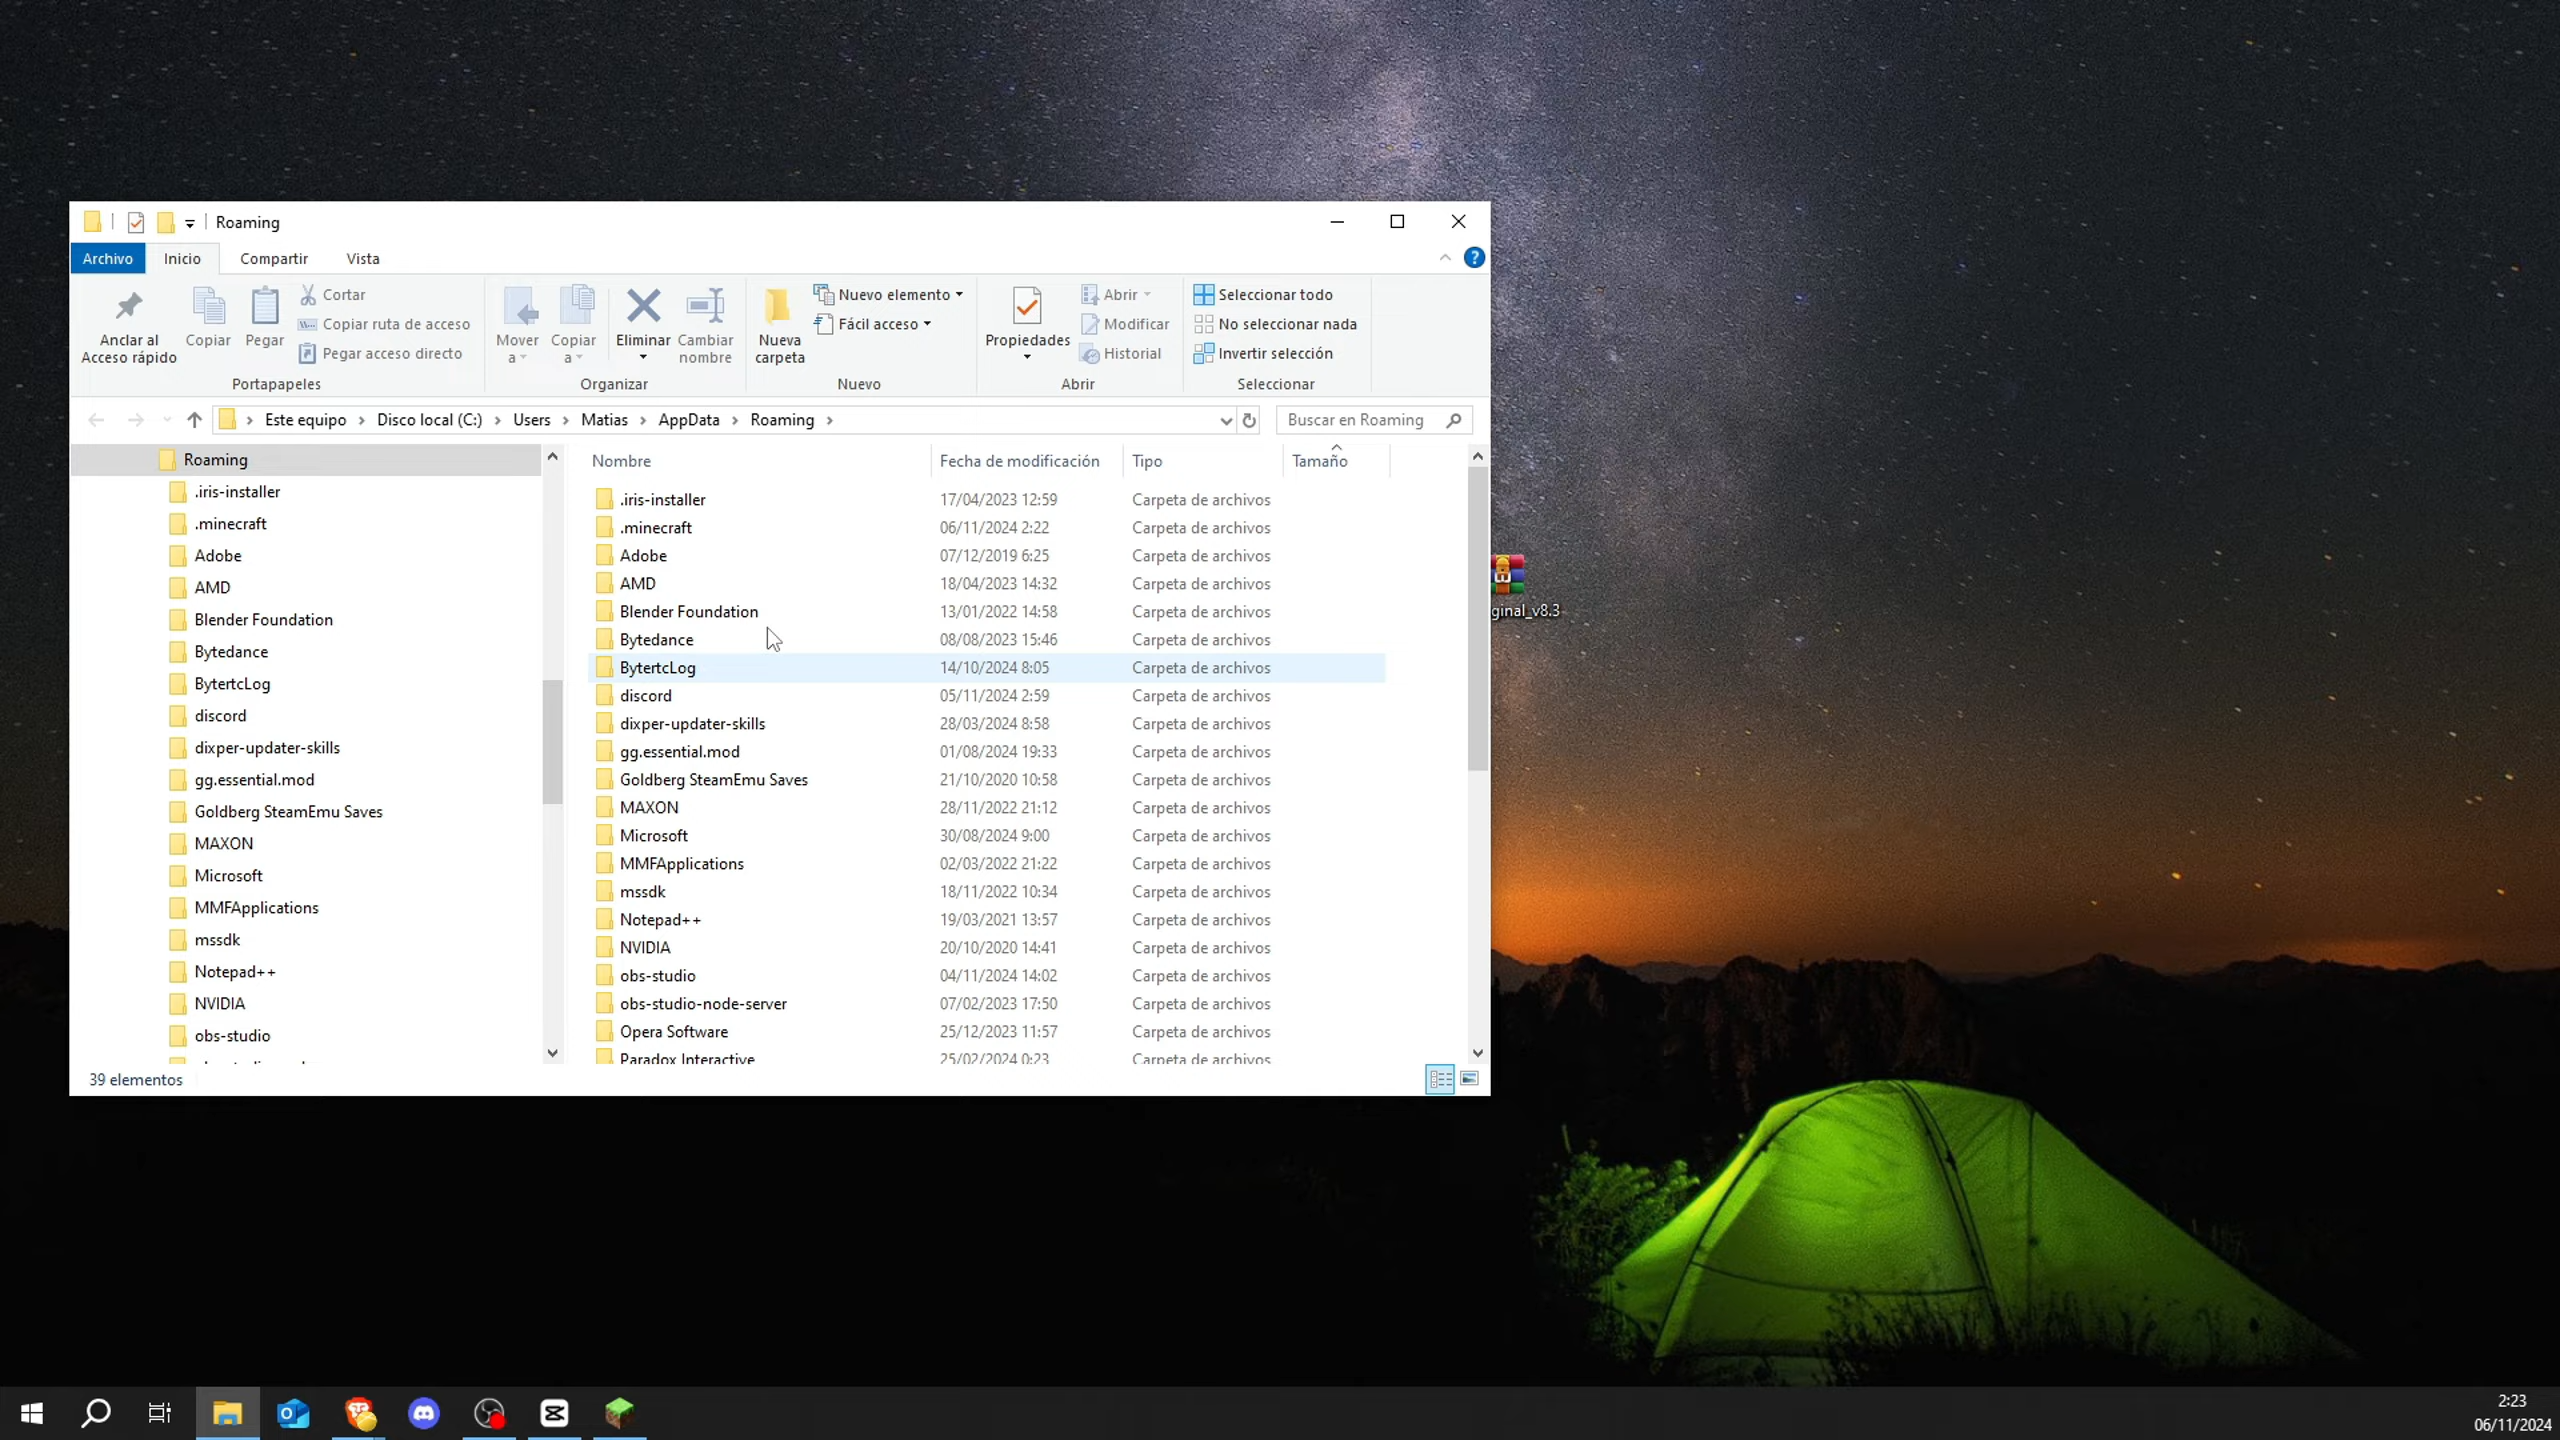 Roaming
Archivo
Inicio
Compartir
Vista
Anclar al
Acceso rápido
Copiar
Pegar
Cortar
Copiar ruta de acceso
Pegar acceso directo
Portapapeles
Mover
a
Copiar
a
Eliminar
Cambiar
nombre
Organizar
Nueva
carpeta
Nuevo elemento
Fácil acceso
Nuevo
Propiedades
Abrir
Modificar
Historial
Abrir
Seleccionar todo
No seleccionar nada
Invertir selección
Seleccionar
Este equipo > Disco local (C:) > Users > Matias > AppData > Roaming >
Buscar en Roaming
Roaming
.iris-installer
.minecraft
Adobe
AMD
Blender Foundation
Bytedance
BytertcLog
discord
dixper-updater-skills
gg.essential.mod
Goldberg SteamEmu Saves
MAXON
Microsoft
MMFApplications
mssdk
Notepad++
NVIDIA
obs-studio
Nombre Fecha de modificación Tipo Tamaño
.iris-installer 17/04/2023 12:59 Carpeta de archivos
.minecraft 06/11/2024 2:22 Carpeta de archivos
Adobe 07/12/2019 6:25 Carpeta de archivos
AMD 18/04/2023 14:32 Carpeta de archivos
Blender Foundation 13/01/2022 14:58 Carpeta de archivos
Bytedance 08/08/2023 15:46 Carpeta de archivos
BytertcLog 14/10/2024 8:05 Carpeta de archivos
discord 05/11/2024 2:59 Carpeta de archivos
dixper-updater-skills 28/03/2024 8:58 Carpeta de archivos
gg.essential.mod 01/08/2024 19:33 Carpeta de archivos
Goldberg SteamEmu Saves 21/10/2020 10:58 Carpeta de archivos
MAXON 28/11/2022 21:12 Carpeta de archivos
Microsoft 30/08/2024 9:00 Carpeta de archivos
MMFApplications 02/03/2022 21:22 Carpeta de archivos
mssdk 18/11/2022 10:34 Carpeta de archivos
Notepad++ 19/03/2021 13:57 Carpeta de archivos
NVIDIA 20/10/2020 14:41 Carpeta de archivos
obs-studio 04/11/2024 14:02 Carpeta de archivos
obs-studio-node-server 07/02/2023 17:50 Carpeta de archivos
Opera Software 25/12/2023 11:57 Carpeta de archivos
Paradox Interactive 25/02/2024 0:23 Carpeta de archivos
39 elementos
ginal_v8.3
2:23
06/11/2024